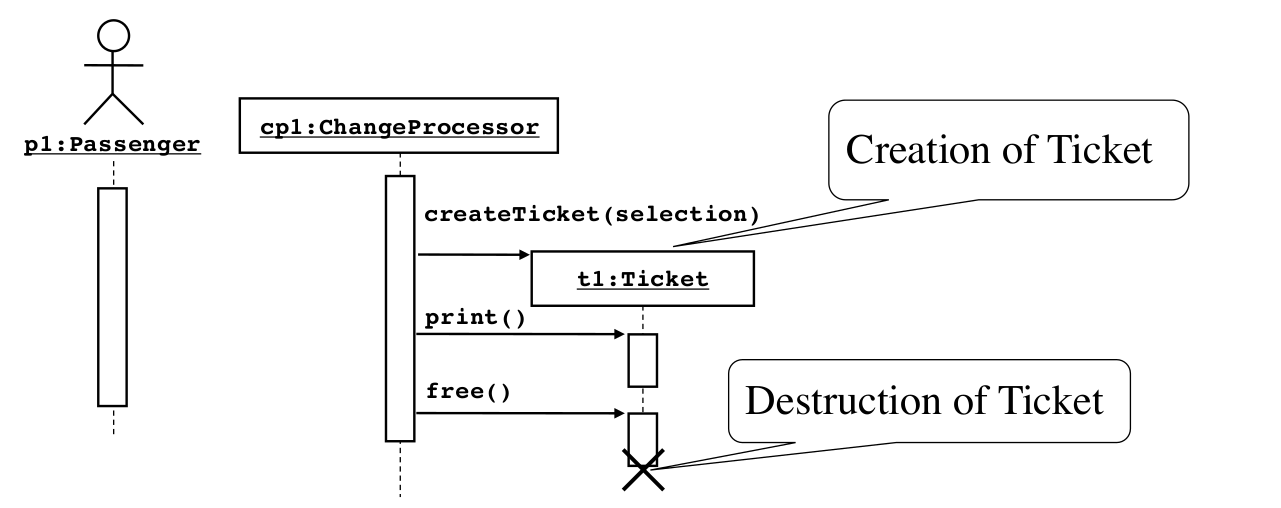 p1:Passenger
cp1:ChangeProcessor
Creation of Ticket
createTicket(selection)
t1:Ticket
print()
free()
Destruction of Ticket